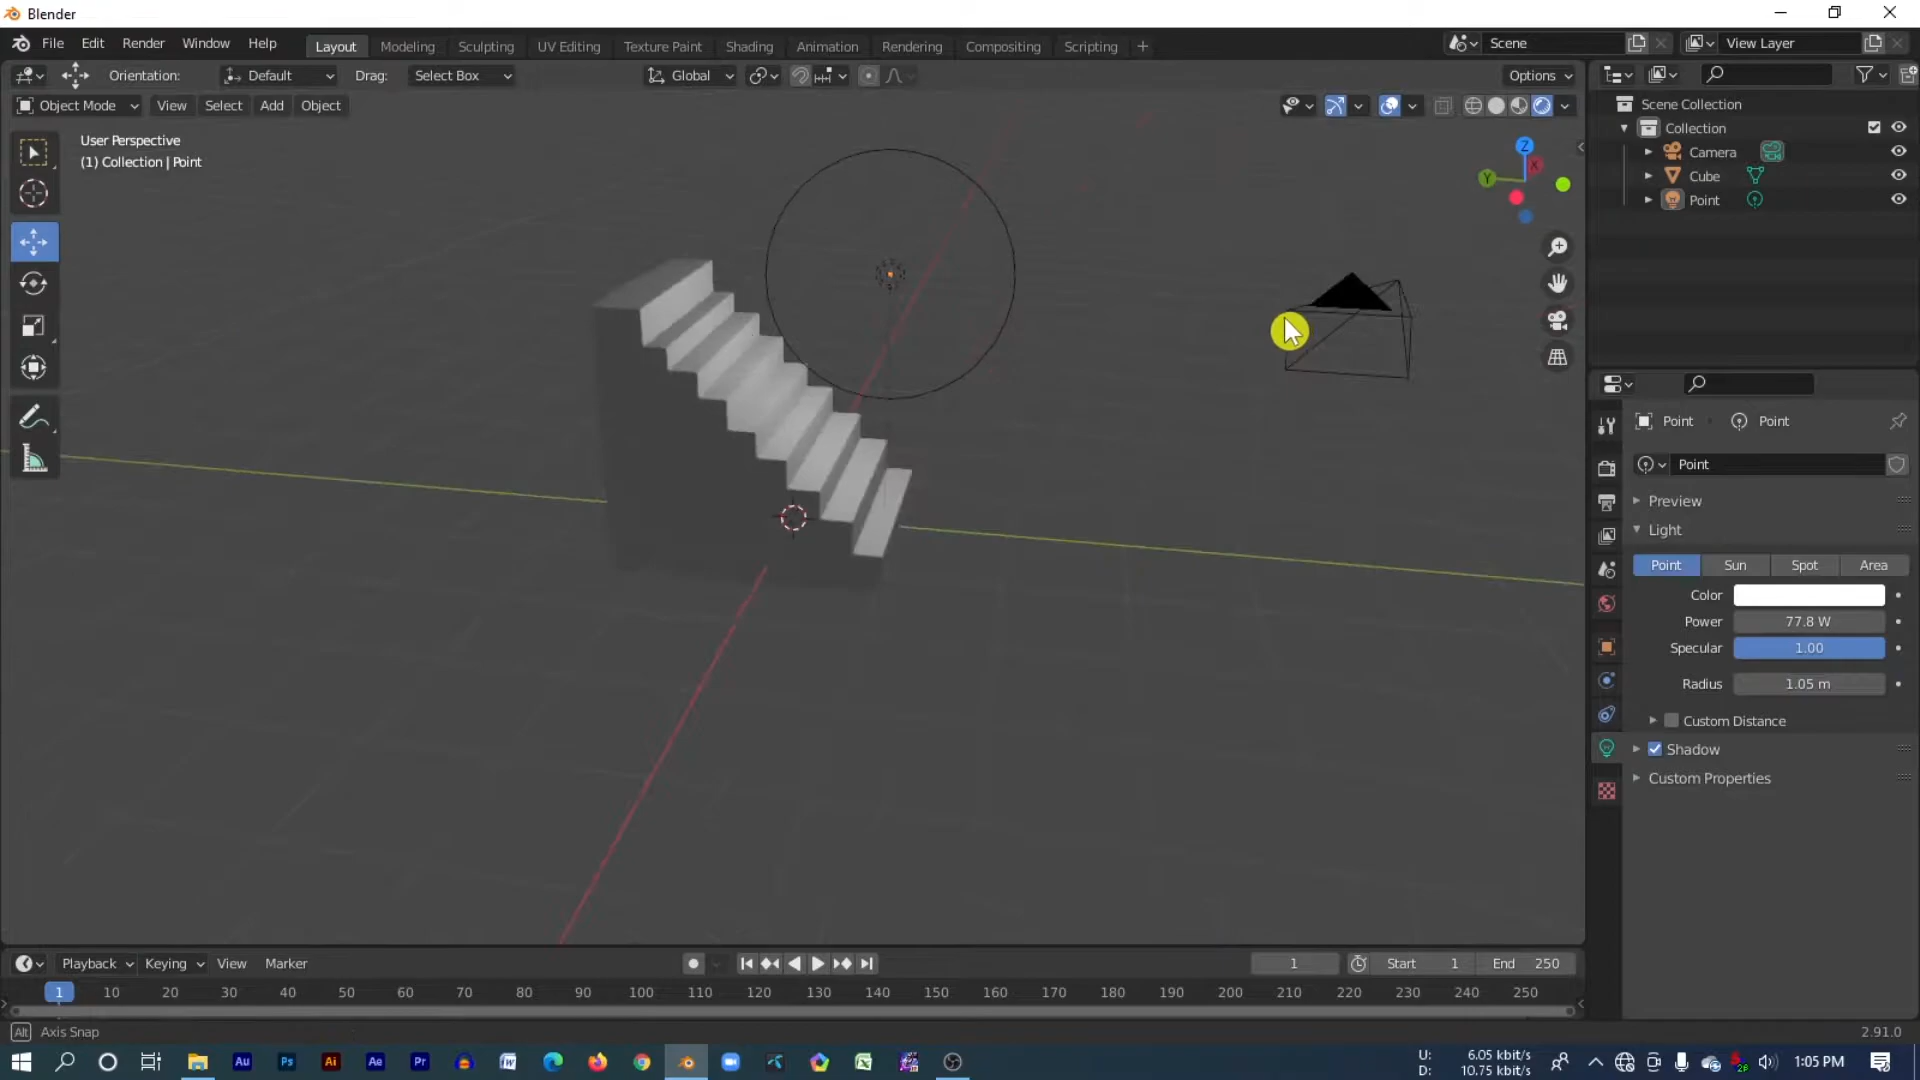 Blender
File Edit Render Window Help Layout Modeling Sculpting UV Editing Texture Paint Shading Animation Rendering Compositing Scripting + Scene View Layer
Orientation: Default Drag: Select Box Global Options
Object Mode View Select Add Object
User Perspective
(1) Collection | Point
Z
X
Y
Scene Collection
Collection
Camera
Cube
Point
Point Point
Point
Preview
Light
Point Sun Spot Area
Color
Power 77.8 W
Specular 1.00
Radius 1.05 m
Custom Distance
Shadow
Custom Properties
Playback Keying View Marker 1 Start 1 End 250
1 10 20 30 40 50 60 70 80 90 100 110 120 130 140 150 160 170 180 190 200 210 220 230 240 250
Alt Axis Snap 2.91.0
Au Ps Ai Ae Pr
U: 6.05 kbit/s
D: 10.75 kbit/s
1:05 PM